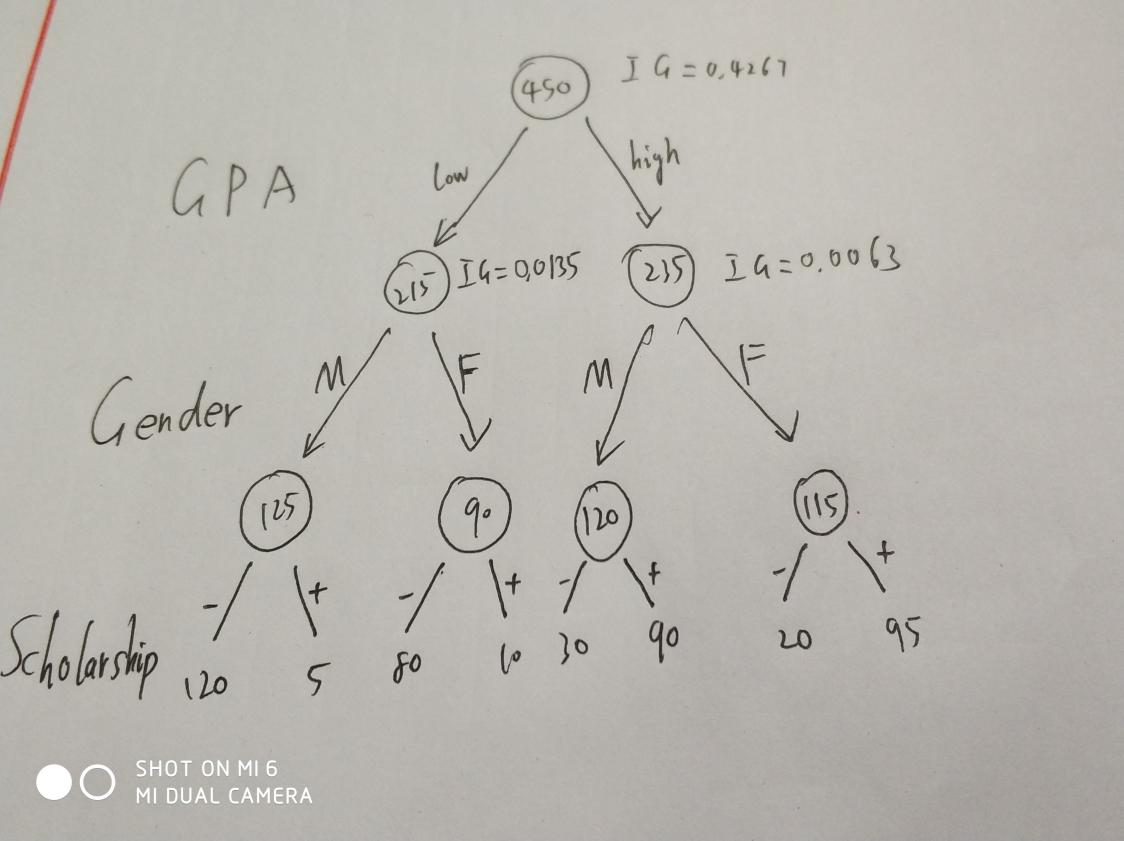 450 IG=0.4267
GPA low high
215 IG=0.0135 235 IG=0.0063
Gender M F M F
125 90 120 115
- + - + - + - +
Scholarship 120 5 80 10 30 90 20 95
SHOT ON MI 6
MI DUAL CAMERA